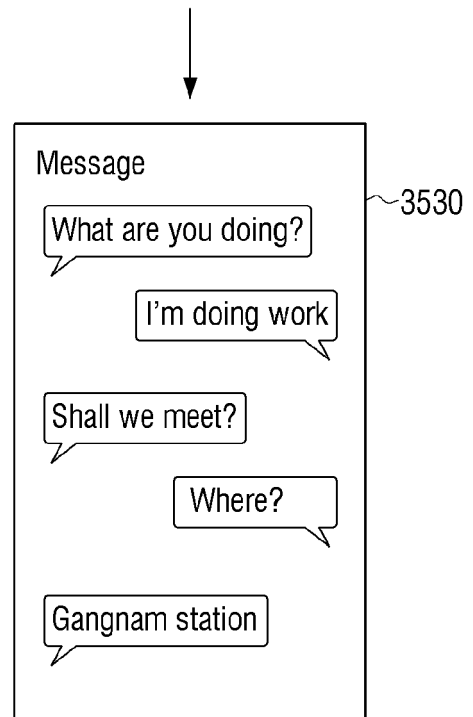 Message
3530
What are you doing?
I'm doing work
Shall we meet?
Where?
Gangnam station